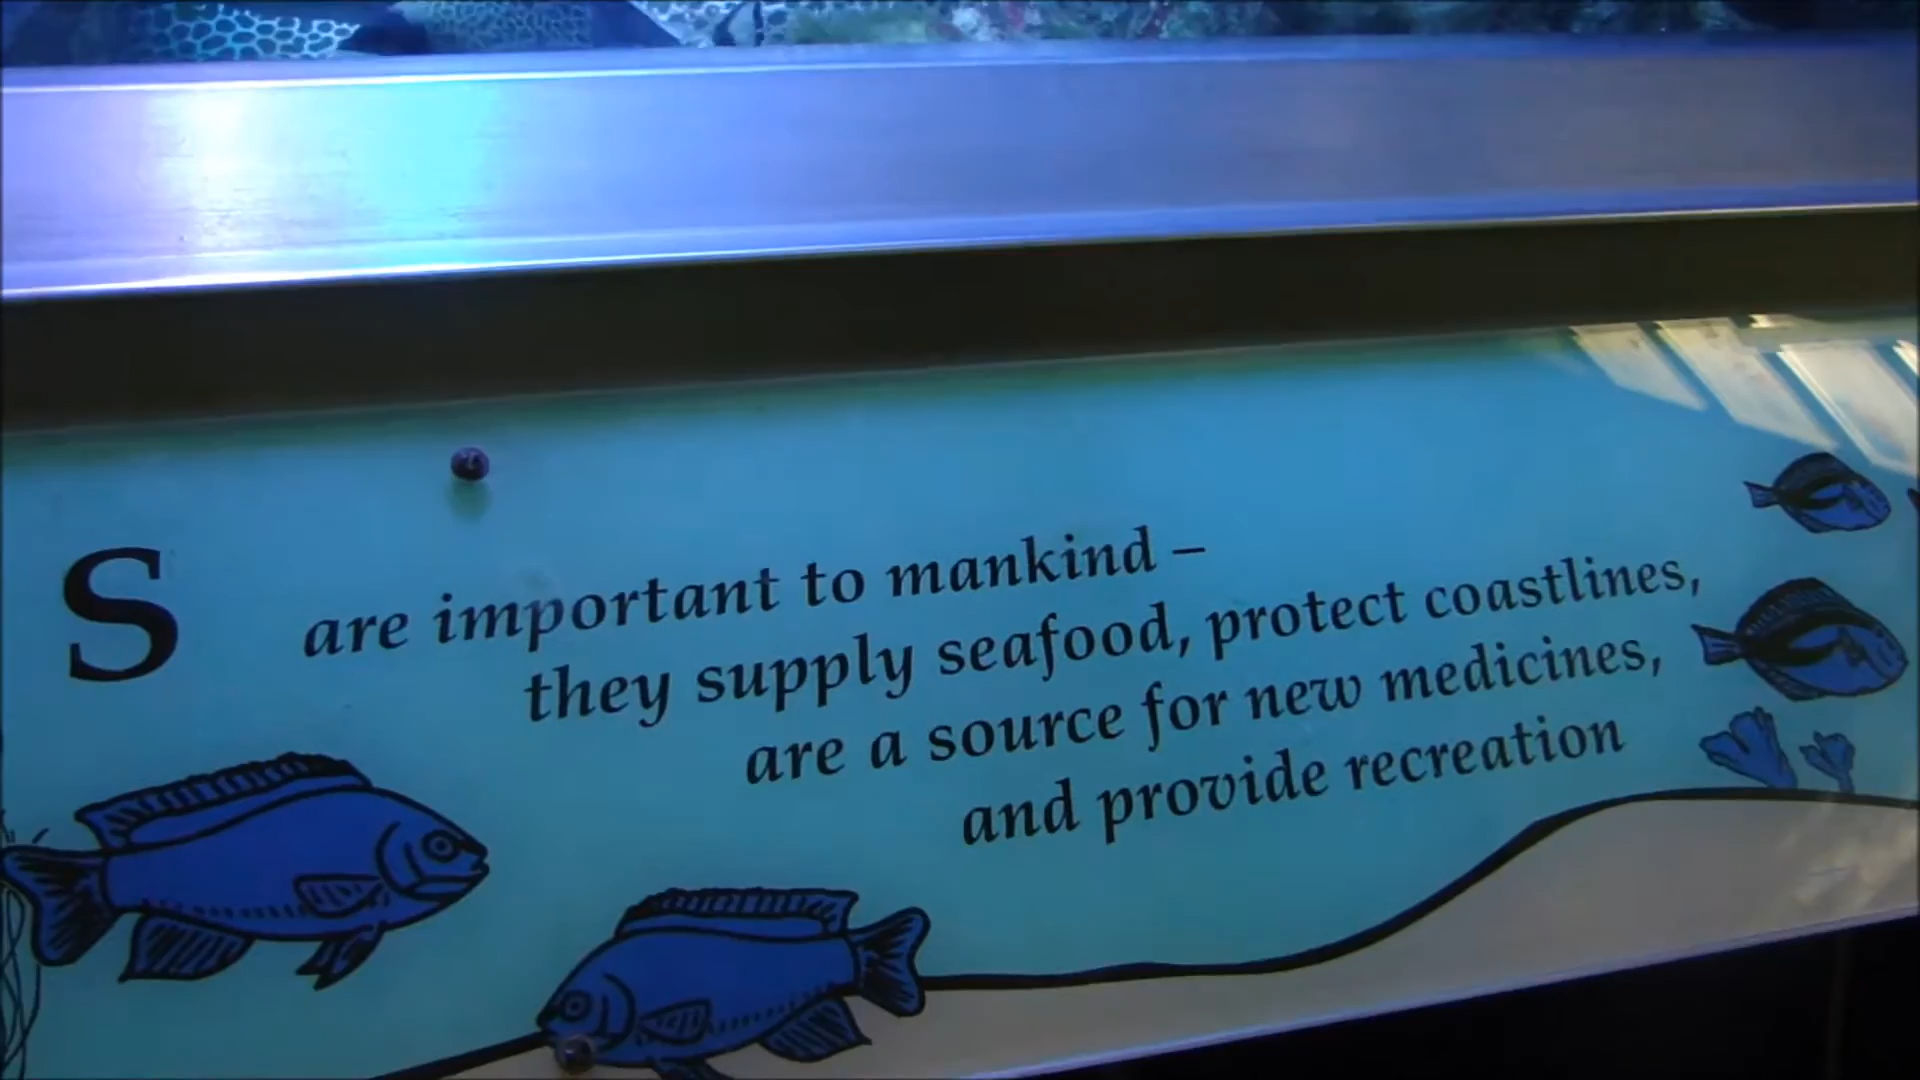 S are important to mankind –
they supply seafood, protect coastlines,
are a source for new medicines,
and provide recreation